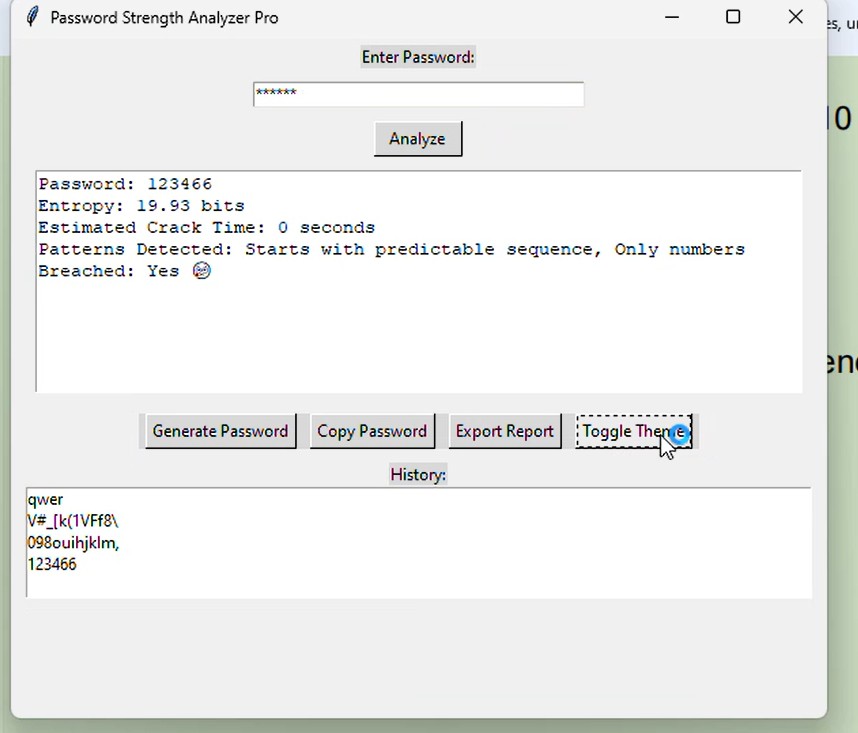 Password Strength Analyzer Pro
Enter Password:
******
Analyze
Password: 123466
Entropy: 19.93 bits
Estimated Crack Time: 0 seconds
Patterns Detected: Starts with predictable sequence, Only numbers
Breached: Yes
Generate Password Copy Password Export Report Toggle Theme
History:
qwer
V#_[k(1VFf8\
098ouihjklm,
123466